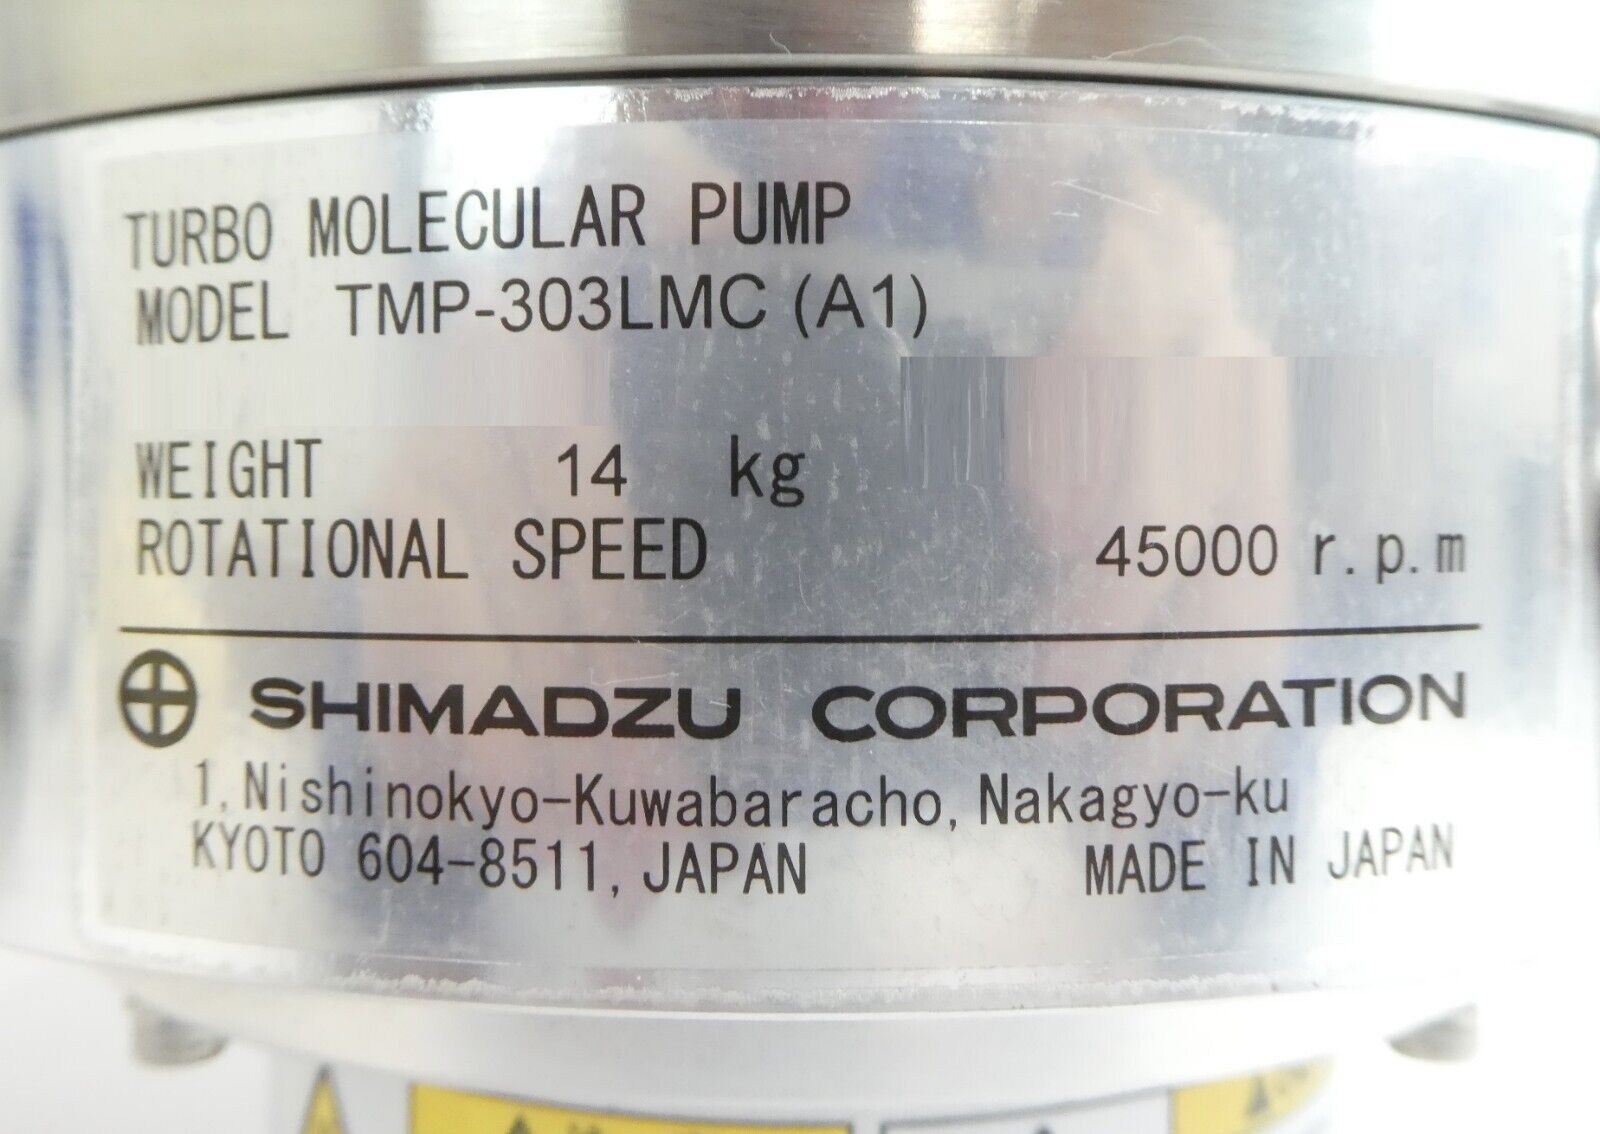 TURBO MOLECULAR PUMP
MODEL TMP-303LMC (A1)
WEIGHT 14 kg
ROTATIONAL SPEED 45000 r.p.m
SHIMADZU CORPORATION
1, Nishinokyo-Kuwabaracho, Nakagyo-ku
KYOTO 604-8511, JAPAN MADE IN JAPAN